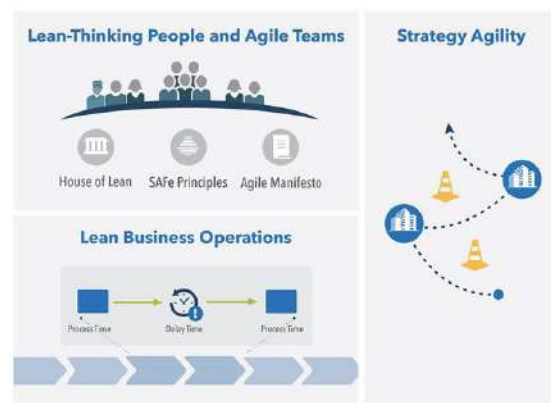 Lean-Thinking People and Agile Teams
House of Lean
SAFe Principles
Agile Manifesto
Strategy Agility
Lean Business Operations
Process Time
Delay Time
Process Time